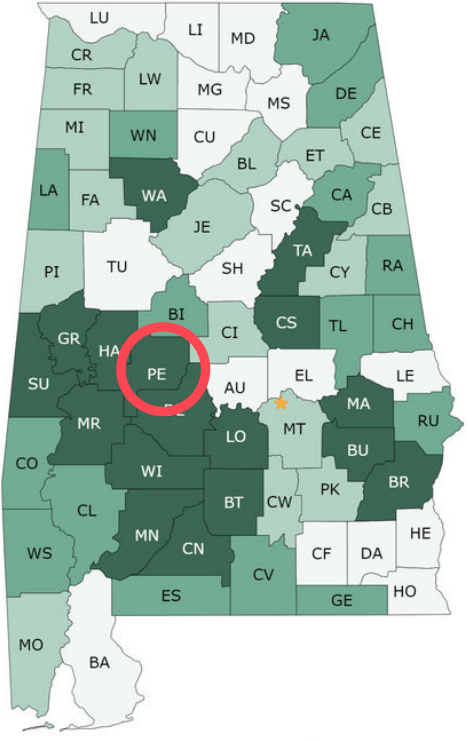 LU
LI
MD
JA
CR
FR
LW
MG
MS
DE
MI
WN
CU
BL
ET
CE
LA
FA
WA
JE
SC
CA
CB
PI
TU
SH
TA
CY
RA
GR
HA
BI
CI
CS
TL
CH
SU
PE
AU
EL
LE
MR
LO
MT
MA
RU
CO
WI
BT
CW
PK
BU
BR
CL
MN
CN
CF
DA
HE
WS
ES
CV
GE
HO
MO
BA